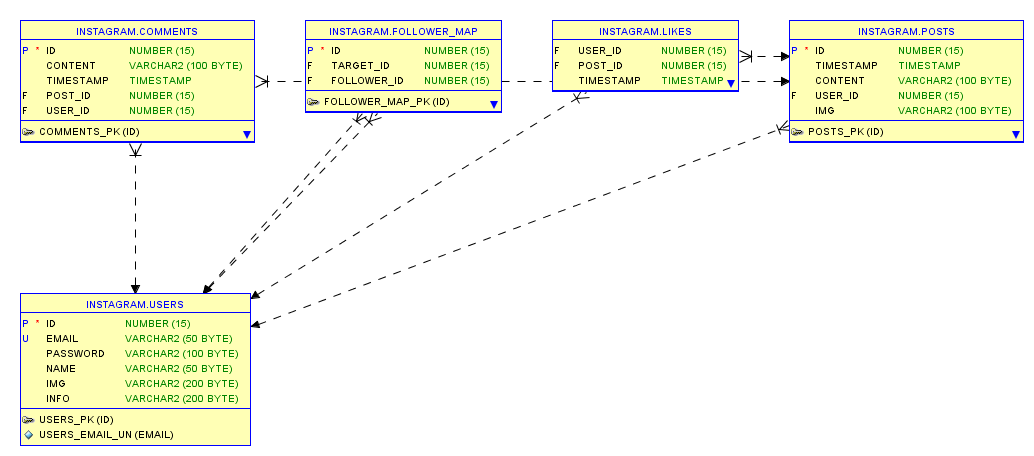 INSTAGRAM.COMMENTS
P * ID NUMBER (15)
CONTENT VARCHAR2 (100 BYTE)
TIMESTAMP TIMESTAMP
F POST_ID NUMBER (15)
F USER_ID NUMBER (15)
COMMENTS_PK (ID)
INSTAGRAM.FOLLOWER_MAP
P * ID NUMBER (15)
F TARGET_ID NUMBER (15)
F FOLLOWER_ID NUMBER (15)
FOLLOWER_MAP_PK (ID)
INSTAGRAM.LIKES
F USER_ID NUMBER (15)
F POST_ID NUMBER (15)
TIMESTAMP TIMESTAMP
INSTAGRAM.POSTS
P * ID NUMBER (15)
TIMESTAMP TIMESTAMP
CONTENT VARCHAR2 (100 BYTE)
F USER_ID NUMBER (15)
IMG VARCHAR2 (100 BYTE)
POSTS_PK (ID)
INSTAGRAM.USERS
P * ID NUMBER (15)
U EMAIL VARCHAR2 (50 BYTE)
PASSWORD VARCHAR2 (100 BYTE)
NAME VARCHAR2 (50 BYTE)
IMG VARCHAR2 (200 BYTE)
INFO VARCHAR2 (200 BYTE)
USERS_PK (ID)
USERS_EMAIL_UN (EMAIL)